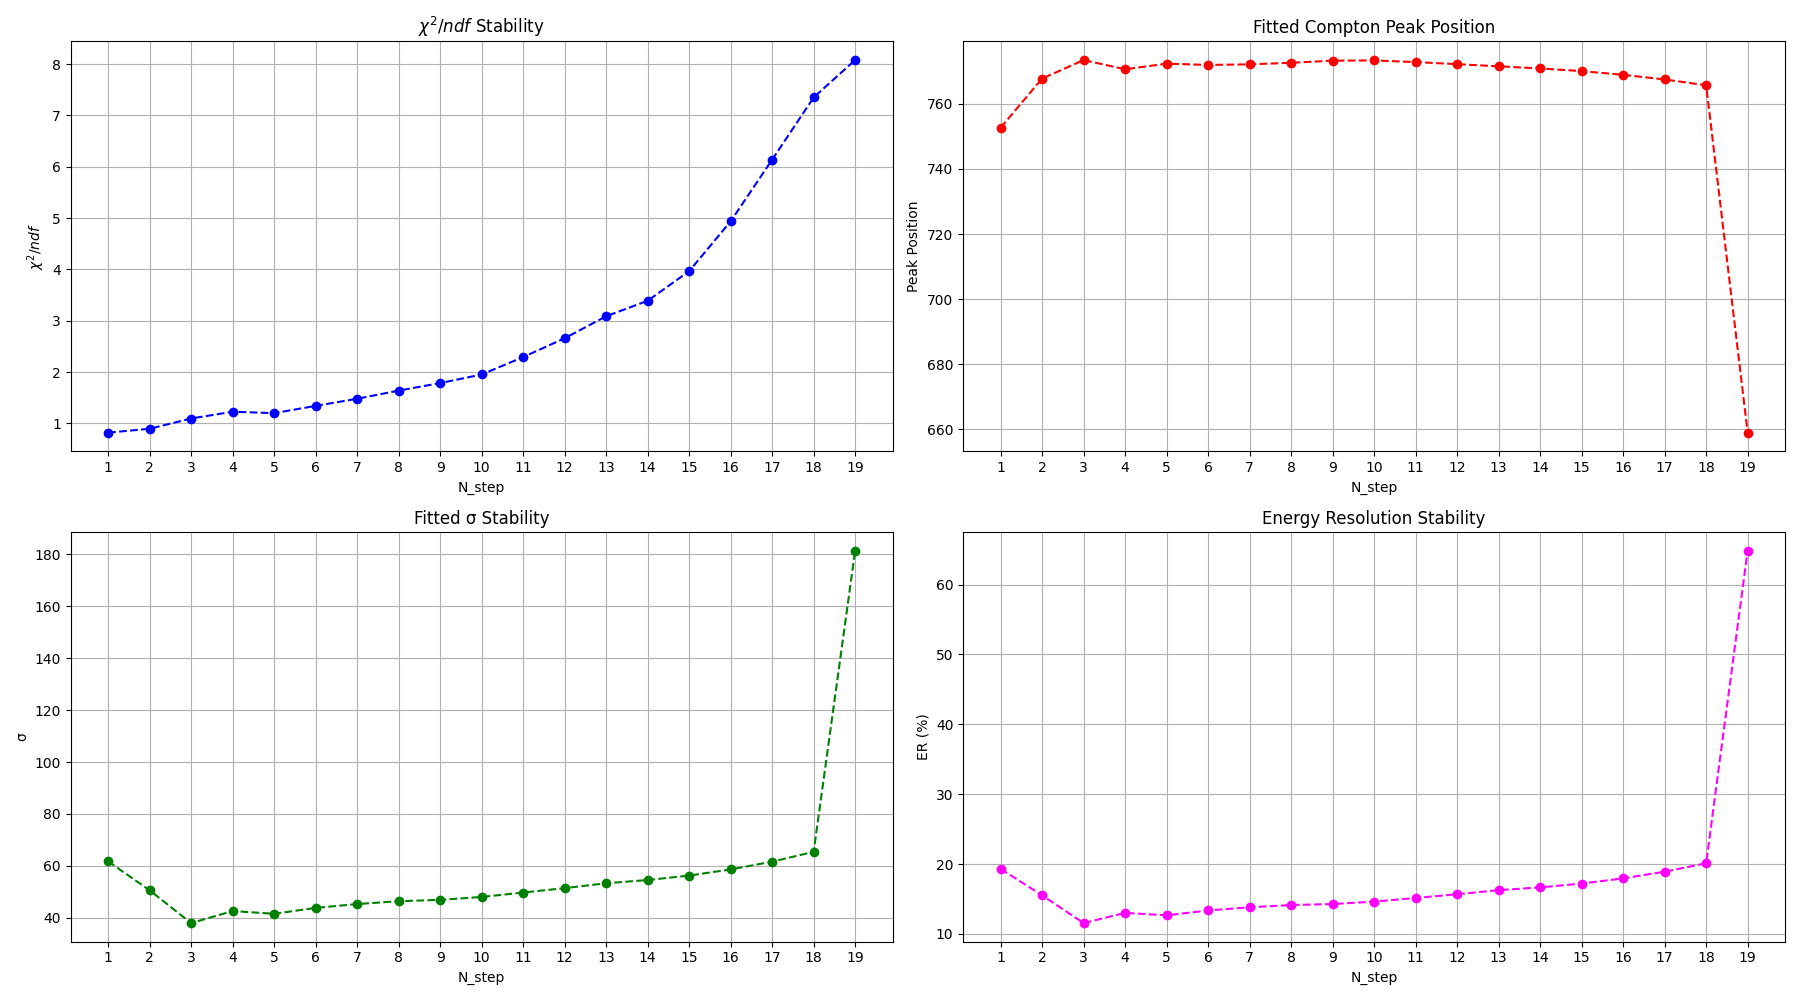 χ²/ndf Stability
χ²/ndf
8
7
6
5
4
3
2
1
1 2 3 4 5 6 7 8 9 10 11 12 13 14 15 16 17 18 19
N_step
Fitted Compton Peak Position
Peak Position
760
740
720
700
680
660
1 2 3 4 5 6 7 8 9 10 11 12 13 14 15 16 17 18 19
N_step
Fitted σ Stability
σ
180
160
140
120
100
80
60
40
1 2 3 4 5 6 7 8 9 10 11 12 13 14 15 16 17 18 19
N_step
Energy Resolution Stability
ER (%)
60
50
40
30
20
10
1 2 3 4 5 6 7 8 9 10 11 12 13 14 15 16 17 18 19
N_step